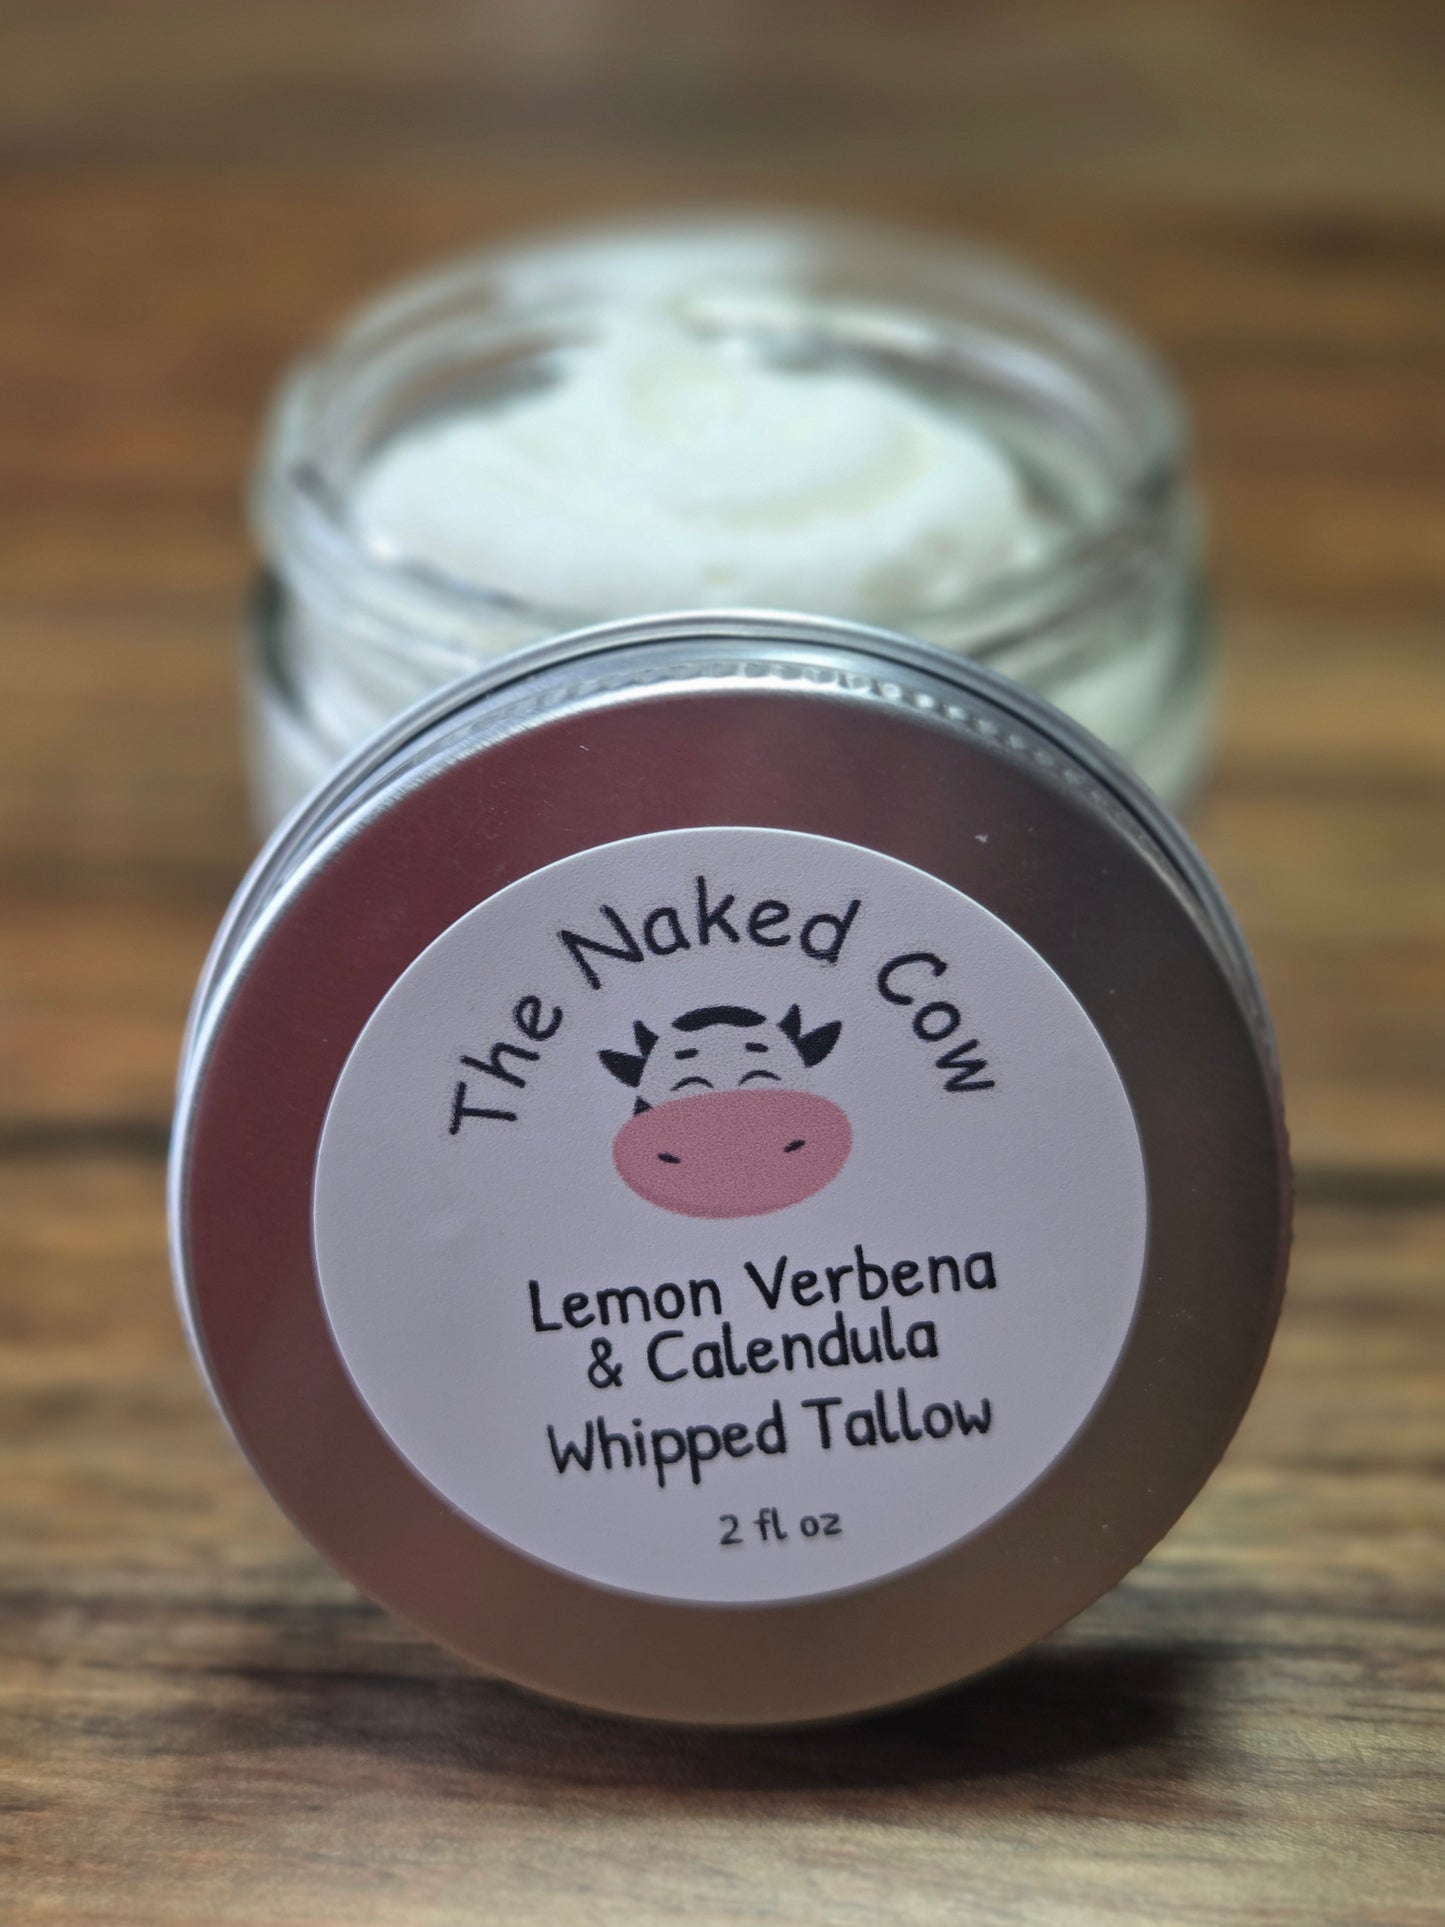 The Naked Cow
Lemon Verbena
& Calendula
Whipped Tallow
2 fl oz